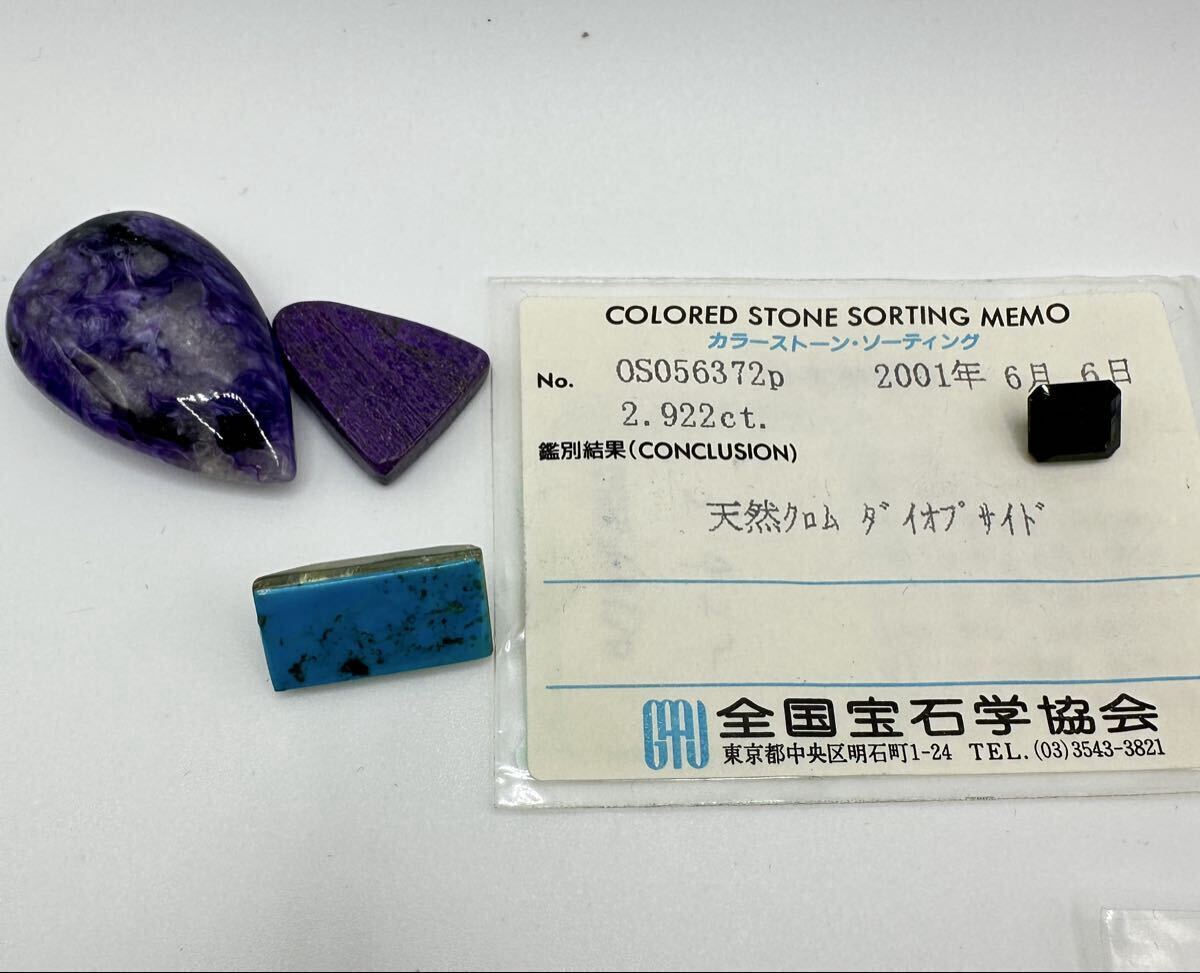 COLORED STONE SORTING MEMO
カラーストーン・ソーティング
No. OS056372p 2001年 6月 6日
2.922ct.
鑑別結果(CONCLUSION)
天然ｸﾛﾑ ﾀﾞｲｵﾌﾟｻｲﾄﾞ
GAAJ 全国宝石学協会
東京都中央区明石町1-24 TEL.(03)3543-3821